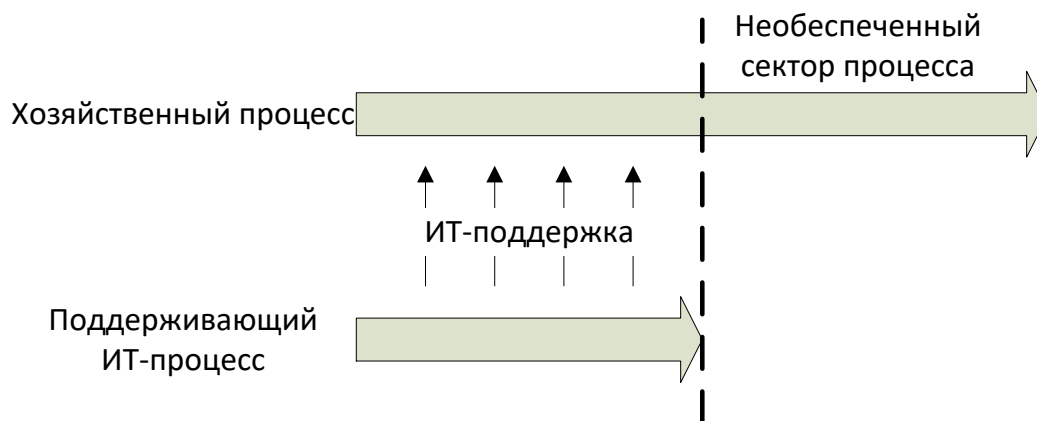 Необеспеченный
сектор процесса
Хозяйственный процесс
ИТ-поддержка
Поддерживающий
ИТ-процесс